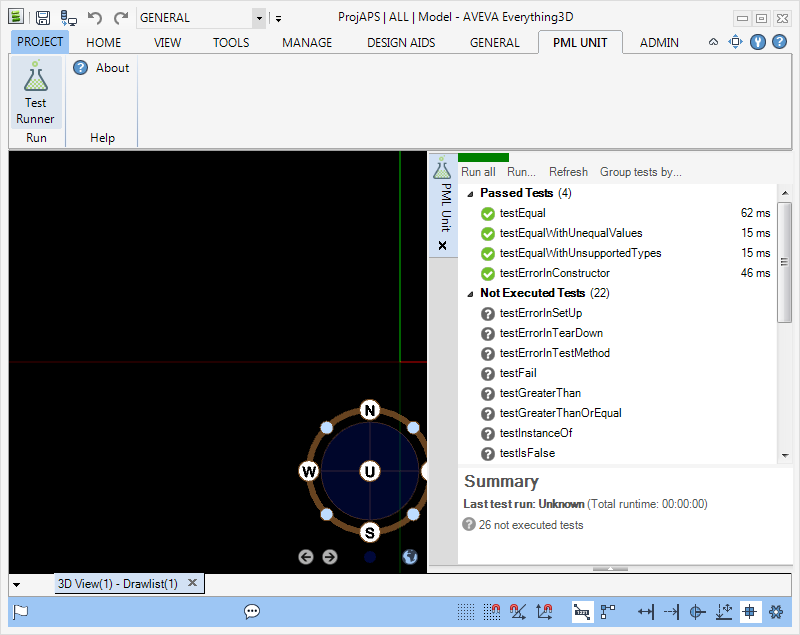 GENERAL
ProjAPS | ALL | Model - AVEVA Everything3D
PROJECT HOME VIEW TOOLS MANAGE DESIGN AIDS GENERAL PML UNIT ADMIN
Test Runner
About
Run
Help
PML Unit
Run all Run... Refresh Group tests by...
Passed Tests (4)
testEqual 62 ms
testEqualWithUnequalValues 15 ms
testEqualWithUnsupportedTypes 15 ms
testErrorInConstructor 46 ms
Not Executed Tests (22)
testErrorInSetUp
testErrorInTearDown
testErrorInTestMethod
testFail
testGreaterThan
testGreaterThanOrEqual
testInstanceOf
testIsFalse
N
W U
S
Summary
Last test run: Unknown (Total runtime: 00:00:00)
26 not executed tests
3D View(1) - Drawlist(1)